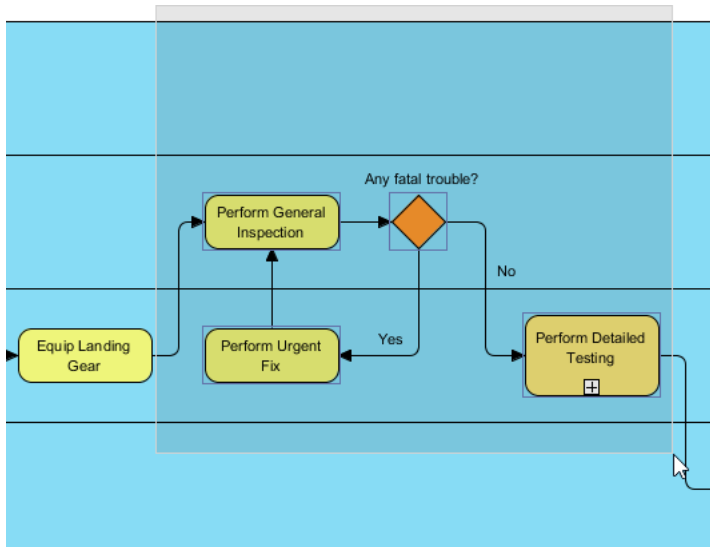 Any fatal trouble?
Perform General
Inspection
No
Equip Landing
Gear
Perform Urgent
Fix
Yes
Perform Detailed
Testing